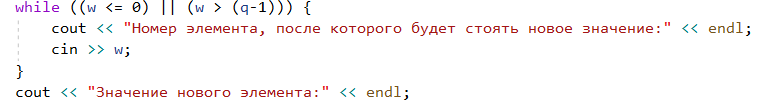 while ((w <= 0) || (w > (q-1))) {
cout << "Номер элемента, после которого будет стоять новое значение:" << endl;
cin >> w;
}
cout << "Значение нового элемента:" << endl;